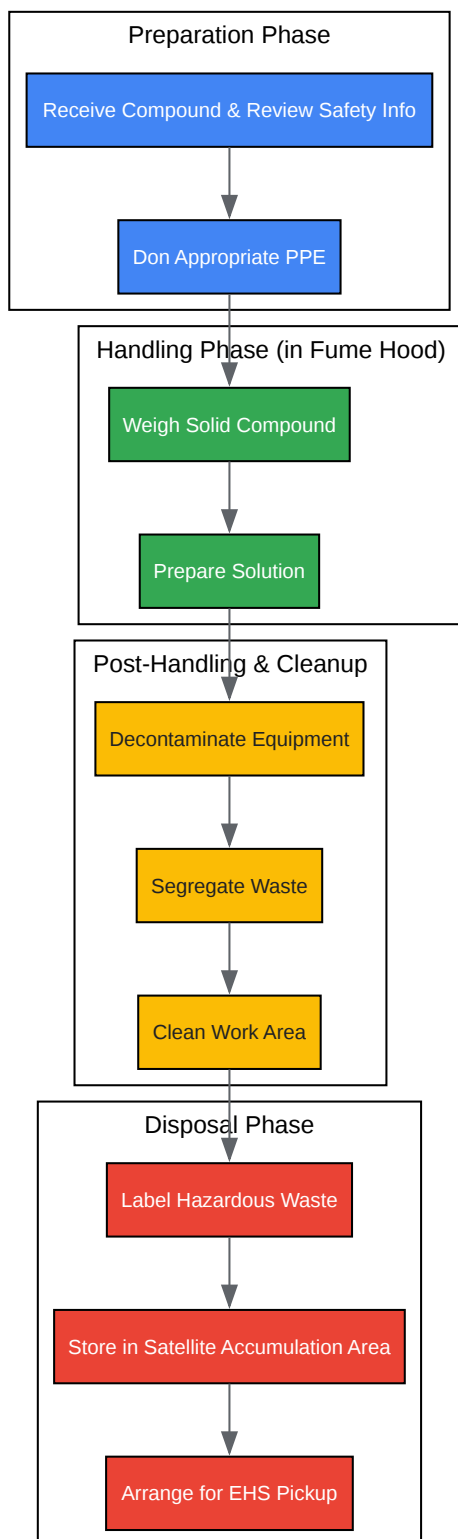 Preparation Phase
Receive Compound & Review Safety Info
Don Appropriate PPE
Handling Phase (in Fume Hood)
Weigh Solid Compound
Prepare Solution
Post-Handling & Cleanup
Decontaminate Equipment
Segregate Waste
Clean Work Area
Disposal Phase
Label Hazardous Waste
Store in Satellite Accumulation Area
Arrange for EHS Pickup